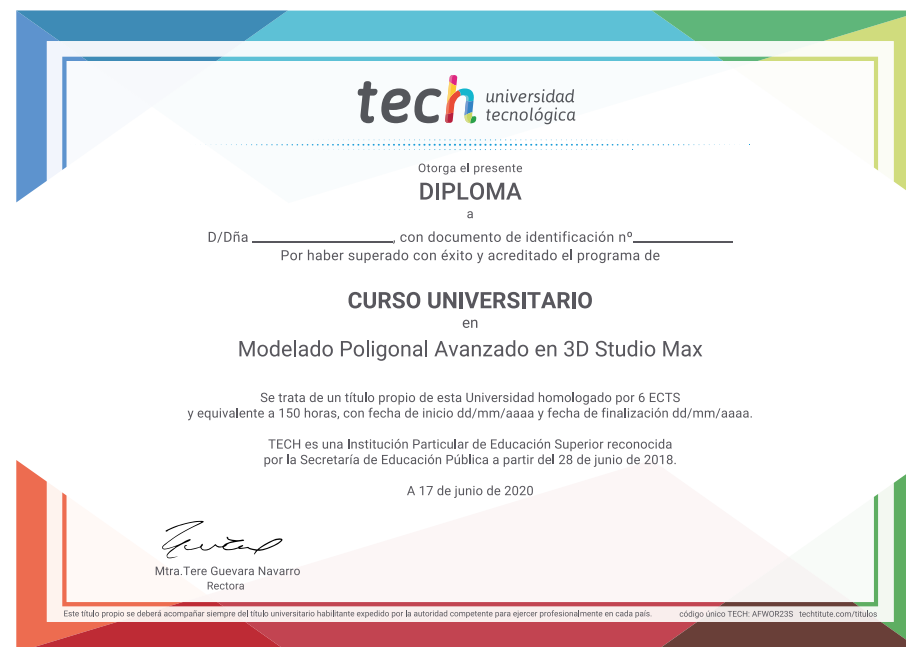 tech universidad
tecnológica
Otorga el presente
DIPLOMA
a
D/Dña ____________________, con documento de identificación nº______________
Por haber superado con éxito y acreditado el programa de
CURSO UNIVERSITARIO
en
Modelado Poligonal Avanzado en 3D Studio Max
Se trata de un título propio de esta Universidad homologado por 6 ECTS
y equivalente a 150 horas, con fecha de inicio dd/mm/aaaa y fecha de finalización dd/mm/aaaa.
TECH es una Institución Particular de Educación Superior reconocida
por la Secretaría de Educación Pública a partir del 28 de junio de 2018.
A 17 de junio de 2020
Mtra.Tere Guevara Navarro
Rectora
Este título propio se deberá acompañar siempre del título universitario habilitante expedido por la autoridad competente para ejercer profesionalmente en cada país. código único TECH: AFWOR23S techtitute.com/títulos